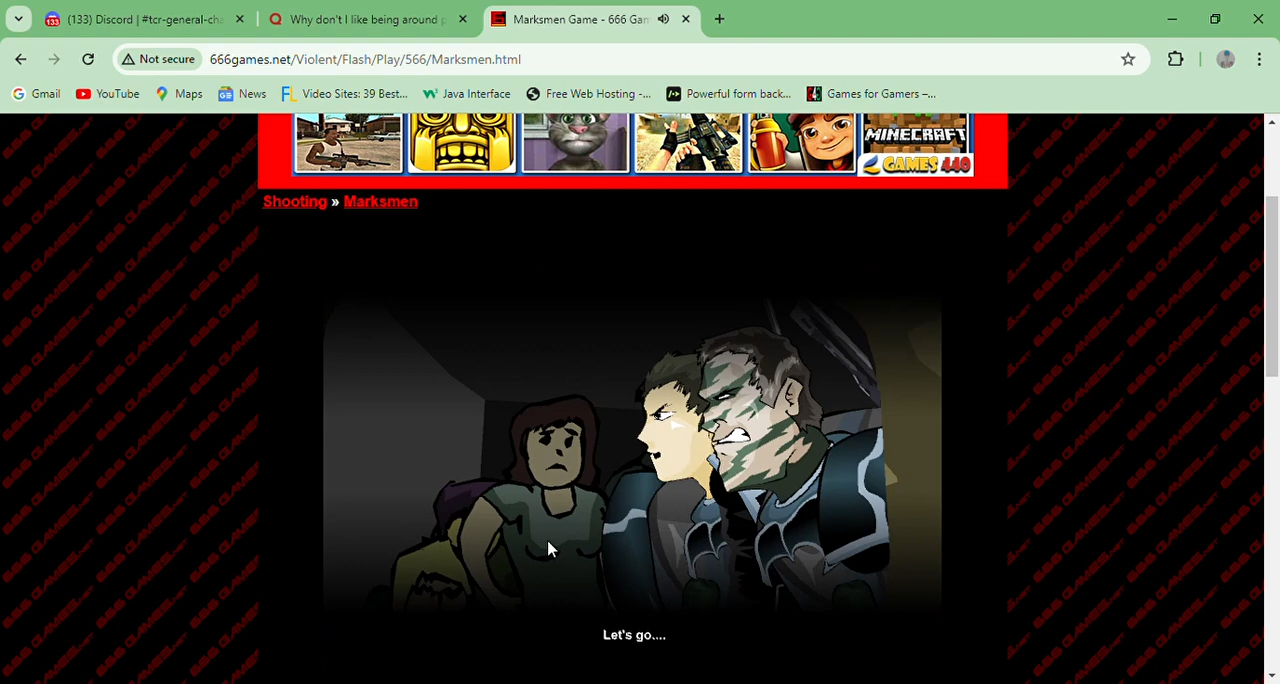 (133) Discord | #tcr-general-cha
Why don't I like being around p
Marksmen Game - 666 Gam
Not secure
666games.net/Violent/Flash/Play/566/Marksmen.html
Gmail
YouTube
Maps
News
Video Sites: 39 Best...
Java Interface
Free Web Hosting -...
Powerful form back...
Games for Gamers –...
MINECRAFT
GAMES 440
Shooting » Marksmen
Let's go....